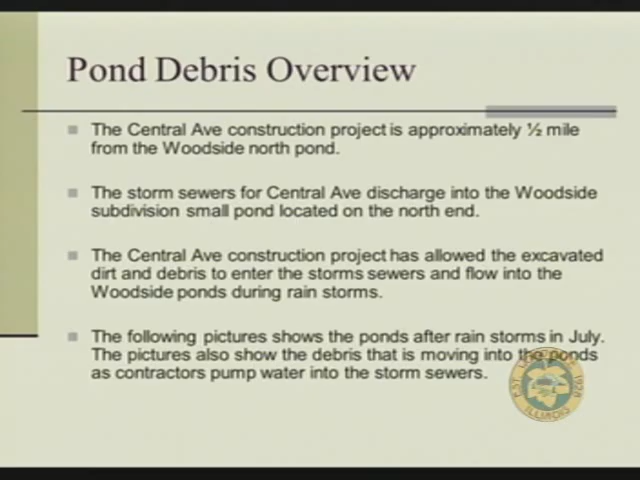 Pond Debris Overview
The Central Ave construction project is approximately ½ mile
from the Woodside north pond.
The storm sewers for Central Ave discharge into the Woodside
subdivision small pond located on the north end.
The Central Ave construction project has allowed the excavated
dirt and debris to enter the storms sewers and flow into the
Woodside ponds during rain storms.
The following pictures shows the ponds after rain storms in July.
The pictures also show the debris that is moving into the ponds
as contractors pump water into the storm sewers.
EST.
ILLINOIS